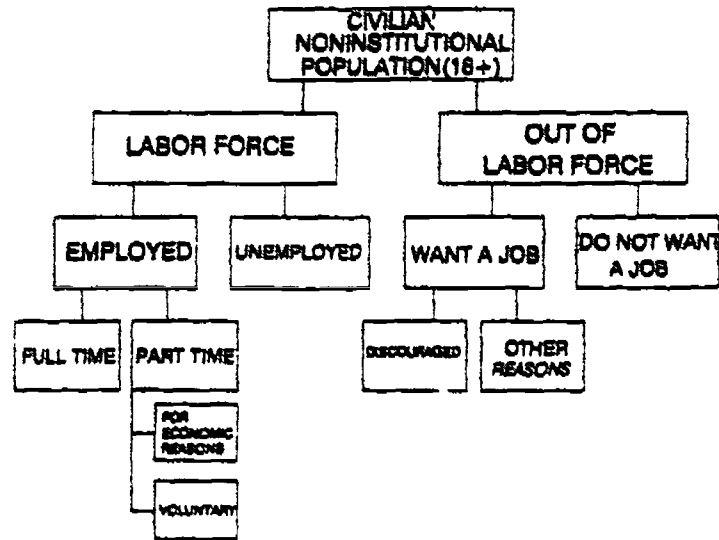 CIVILIAN
NONINSTITUTIONAL
POPULATION (16+)
LABOR FORCE
OUT OF
LABOR FORCE
EMPLOYED
UNEMPLOYED
WANT A JOB
DO NOT WANT
A JOB
FULL TIME
PART TIME
DISCOURAGED
OTHER
REASONS
FOR
ECONOMIC
REASONS
VOLUNTARY